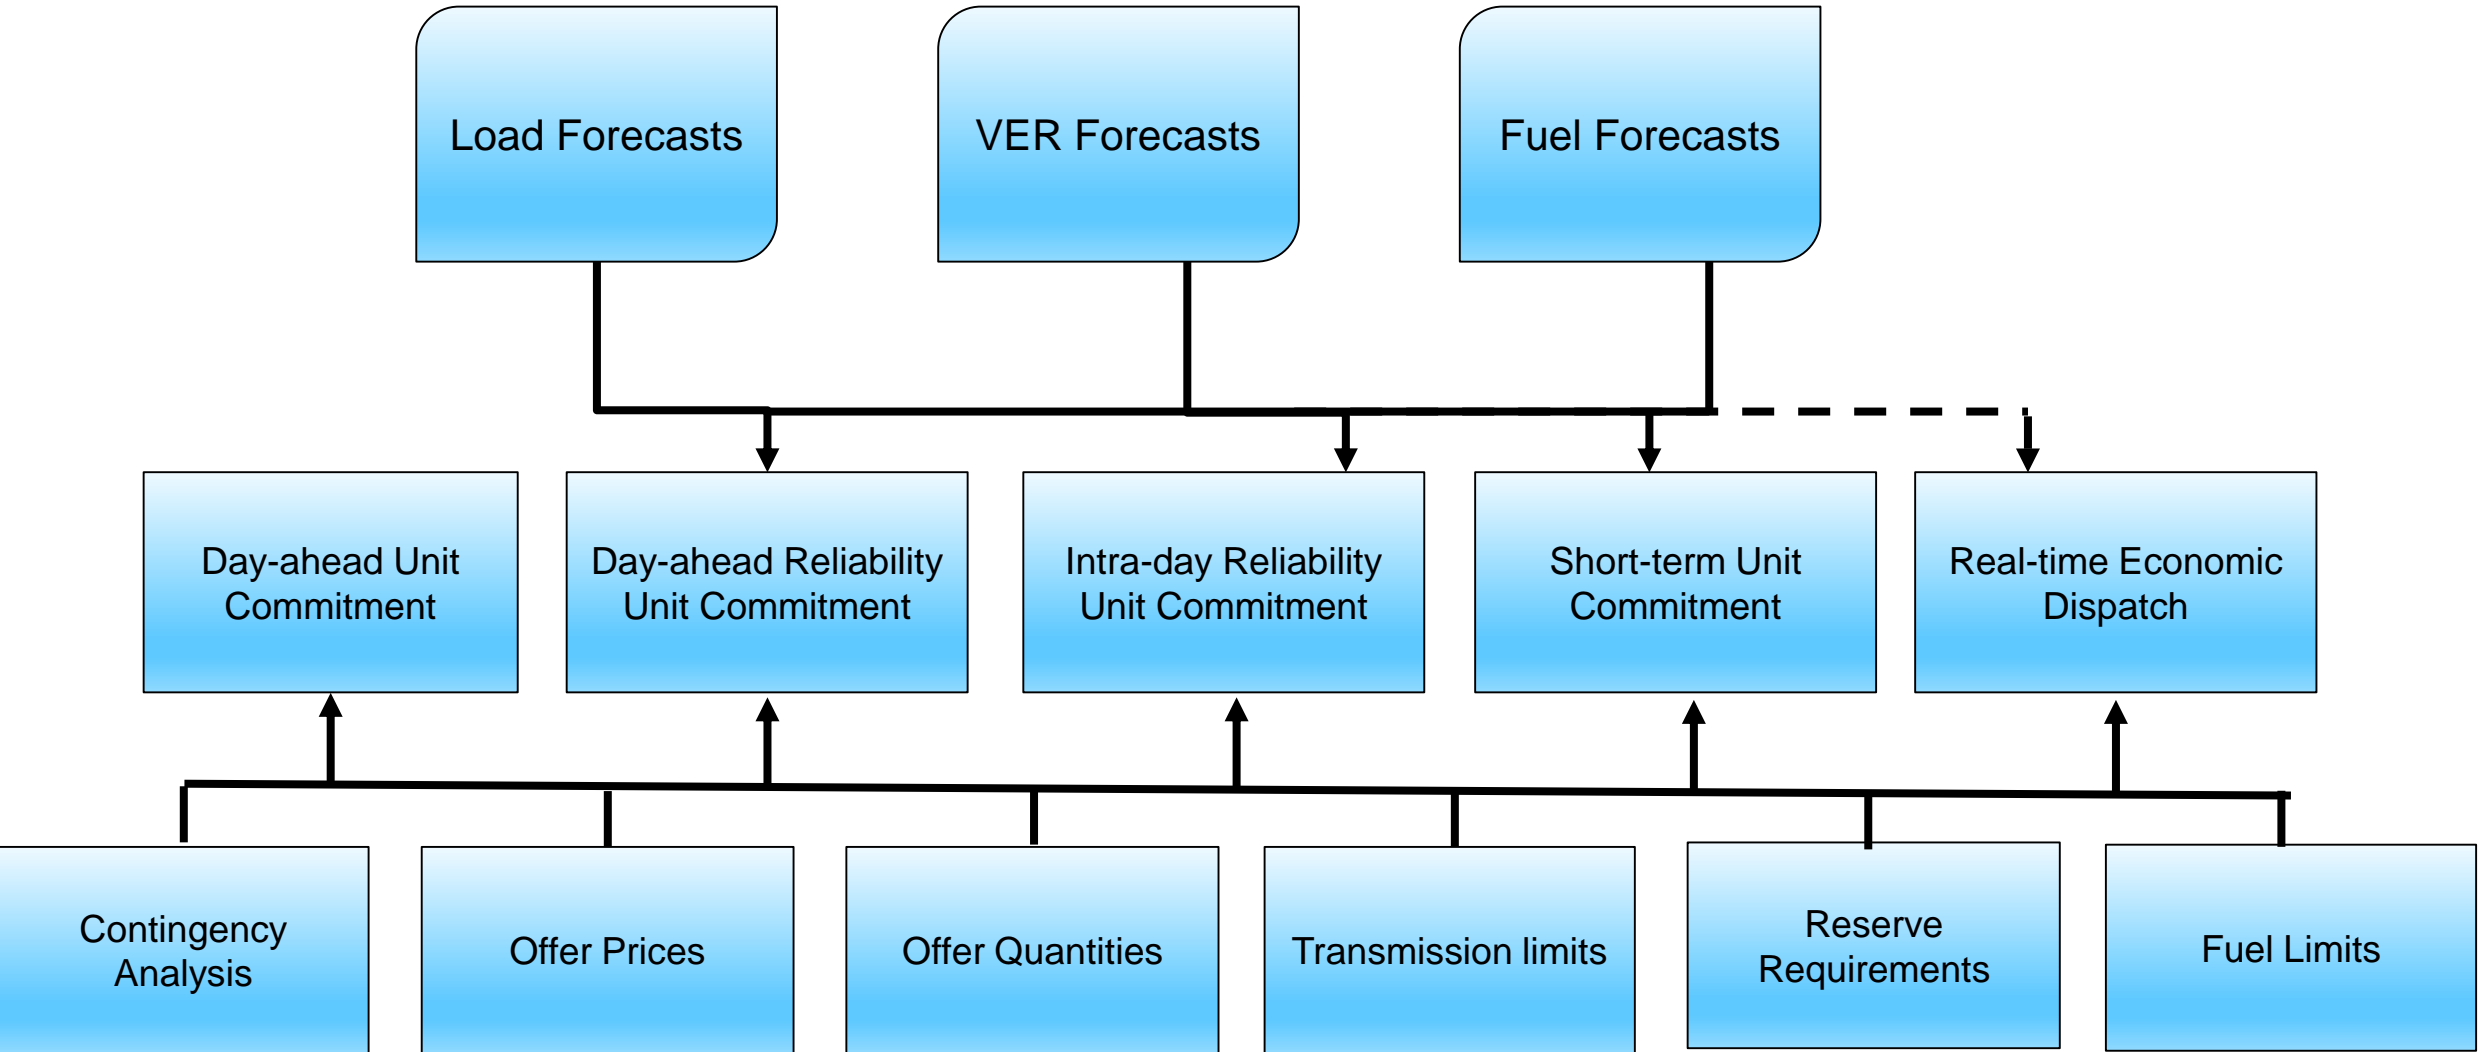 Load Forecasts
VER Forecasts
Fuel Forecasts
Day-ahead Unit
Commitment
Day-ahead Reliability
Unit Commitment
Intra-day Reliability
Unit Commitment
Short-term Unit
Commitment
Real-time Economic
Dispatch
Contingency
Analysis
Offer Prices
Offer Quantities
Transmission limits
Reserve
Requirements
Fuel Limits